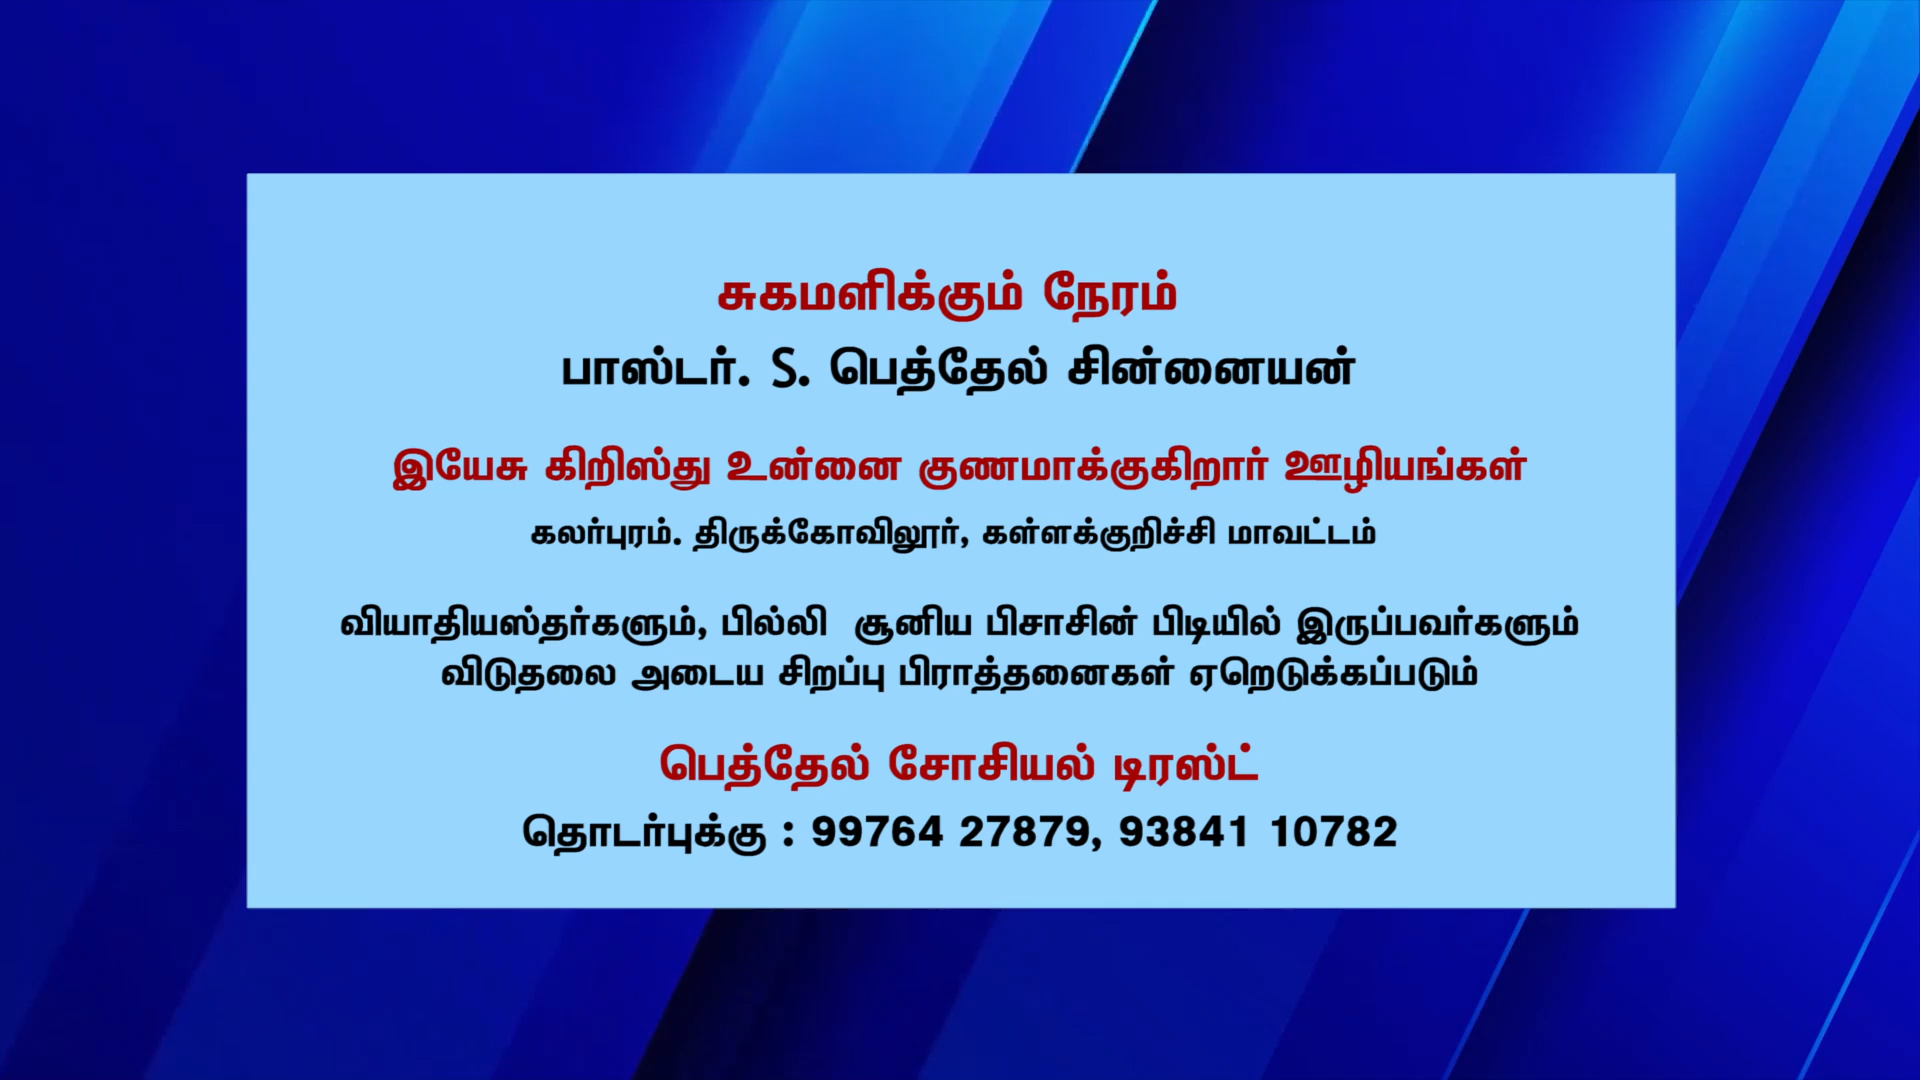 சுகமளிக்கும் நேரம்
பாஸ்டர். S. பெத்தேல் சின்னையன்
இயேசு கிறிஸ்து உன்னை குணமாக்குகிறார் ஊழியங்கள்
கலர்புரம். திருக்கோவிலூர், கள்ளக்குறிச்சி மாவட்டம்
வியாதியஸ்தர்களும், பில்லி சூனிய பிசாசின் பிடியில் இருப்பவர்களும்
விடுதலை அடைய சிறப்பு பிராத்தனைகள் ஏறெடுக்கப்படும்
பெத்தேல் சோசியல் டிரஸ்ட்
தொடர்புக்கு : 99764 27879, 93841 10782